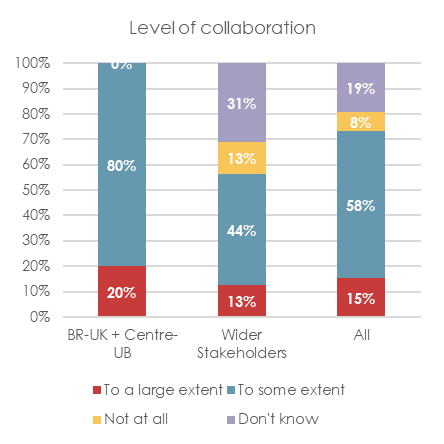 Level of collaboration
100%
90%
80%
70%
60%
50%
40%
30%
20%
10%
0%
0%
80%
20%
31%
13%
44%
13%
19%
8%
58%
15%
BR-UK + Centre-
UB
Wider
Stakeholders
All
To a large extent
To some extent
Not at all
Don't know